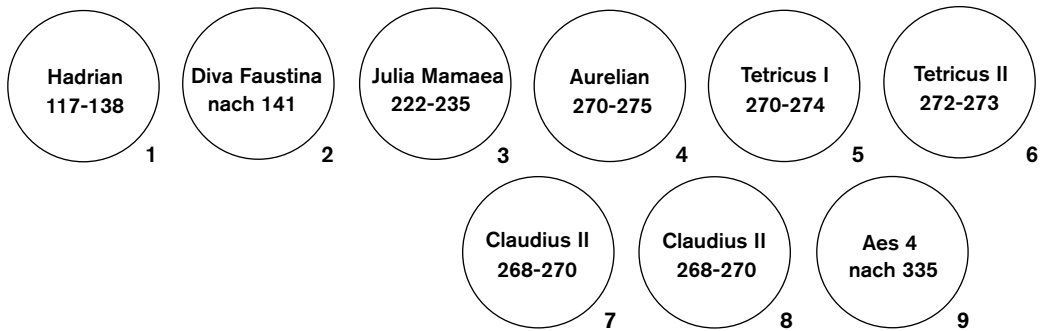 Hadrian
117-138
1
Diva Faustina
nach 141
2
Julia Mamaea
222-235
3
Aurelian
270-275
4
Tetricus I
270-274
5
Tetricus II
272-273
6
Claudius II
268-270
7
Claudius II
268-270
8
Aes 4
nach 335
9